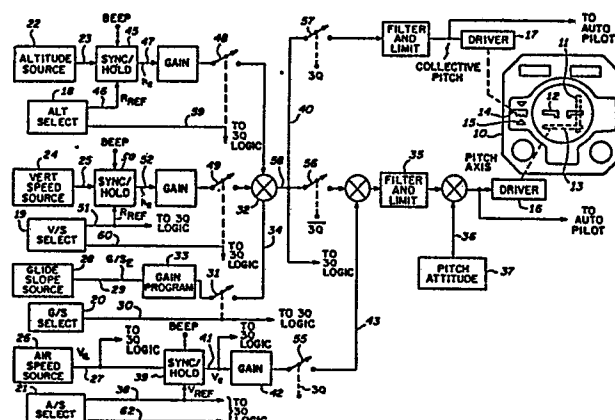 22
ALTITUDE SOURCE
23
BEEP
45
SYNC/HOLD
47
GAIN
48
57
3Q
FILTER AND LIMIT
COLLECTIVE PITCH
DRIVER
17
TO AUTO PILOT
18
ALT SELECT
46
RREF
59
TO 3Q LOGIC
40
11
12
14
15
10
13
PITCH AXIS
24
VERT SPEED SOURCE
25
BEEP
50
SYNC/HOLD
52
GAIN
49
32
58
56
3Q
35
FILTER AND LIMIT
DRIVER
16
TO AUTO PILOT
19
V/S SELECT
51
TO 3Q LOGIC
60
TO 3Q LOGIC
34
TO 3Q LOGIC
36
PITCH ATTITUDE
37
28
GLIDE SLOPE SOURCE
G/SE
29
33
GAIN PROGRAM
31
20
G/S SELECT
30
TO 3Q LOGIC
43
26
AIR SPEED SOURCE
27
TO 3Q LOGIC
BEEP
SYNC/HOLD
39
41
TO 3Q LOGIC
GAIN
42
55
3Q
VREF
21
A/S SELECT
38
62
TO 3Q LOGIC